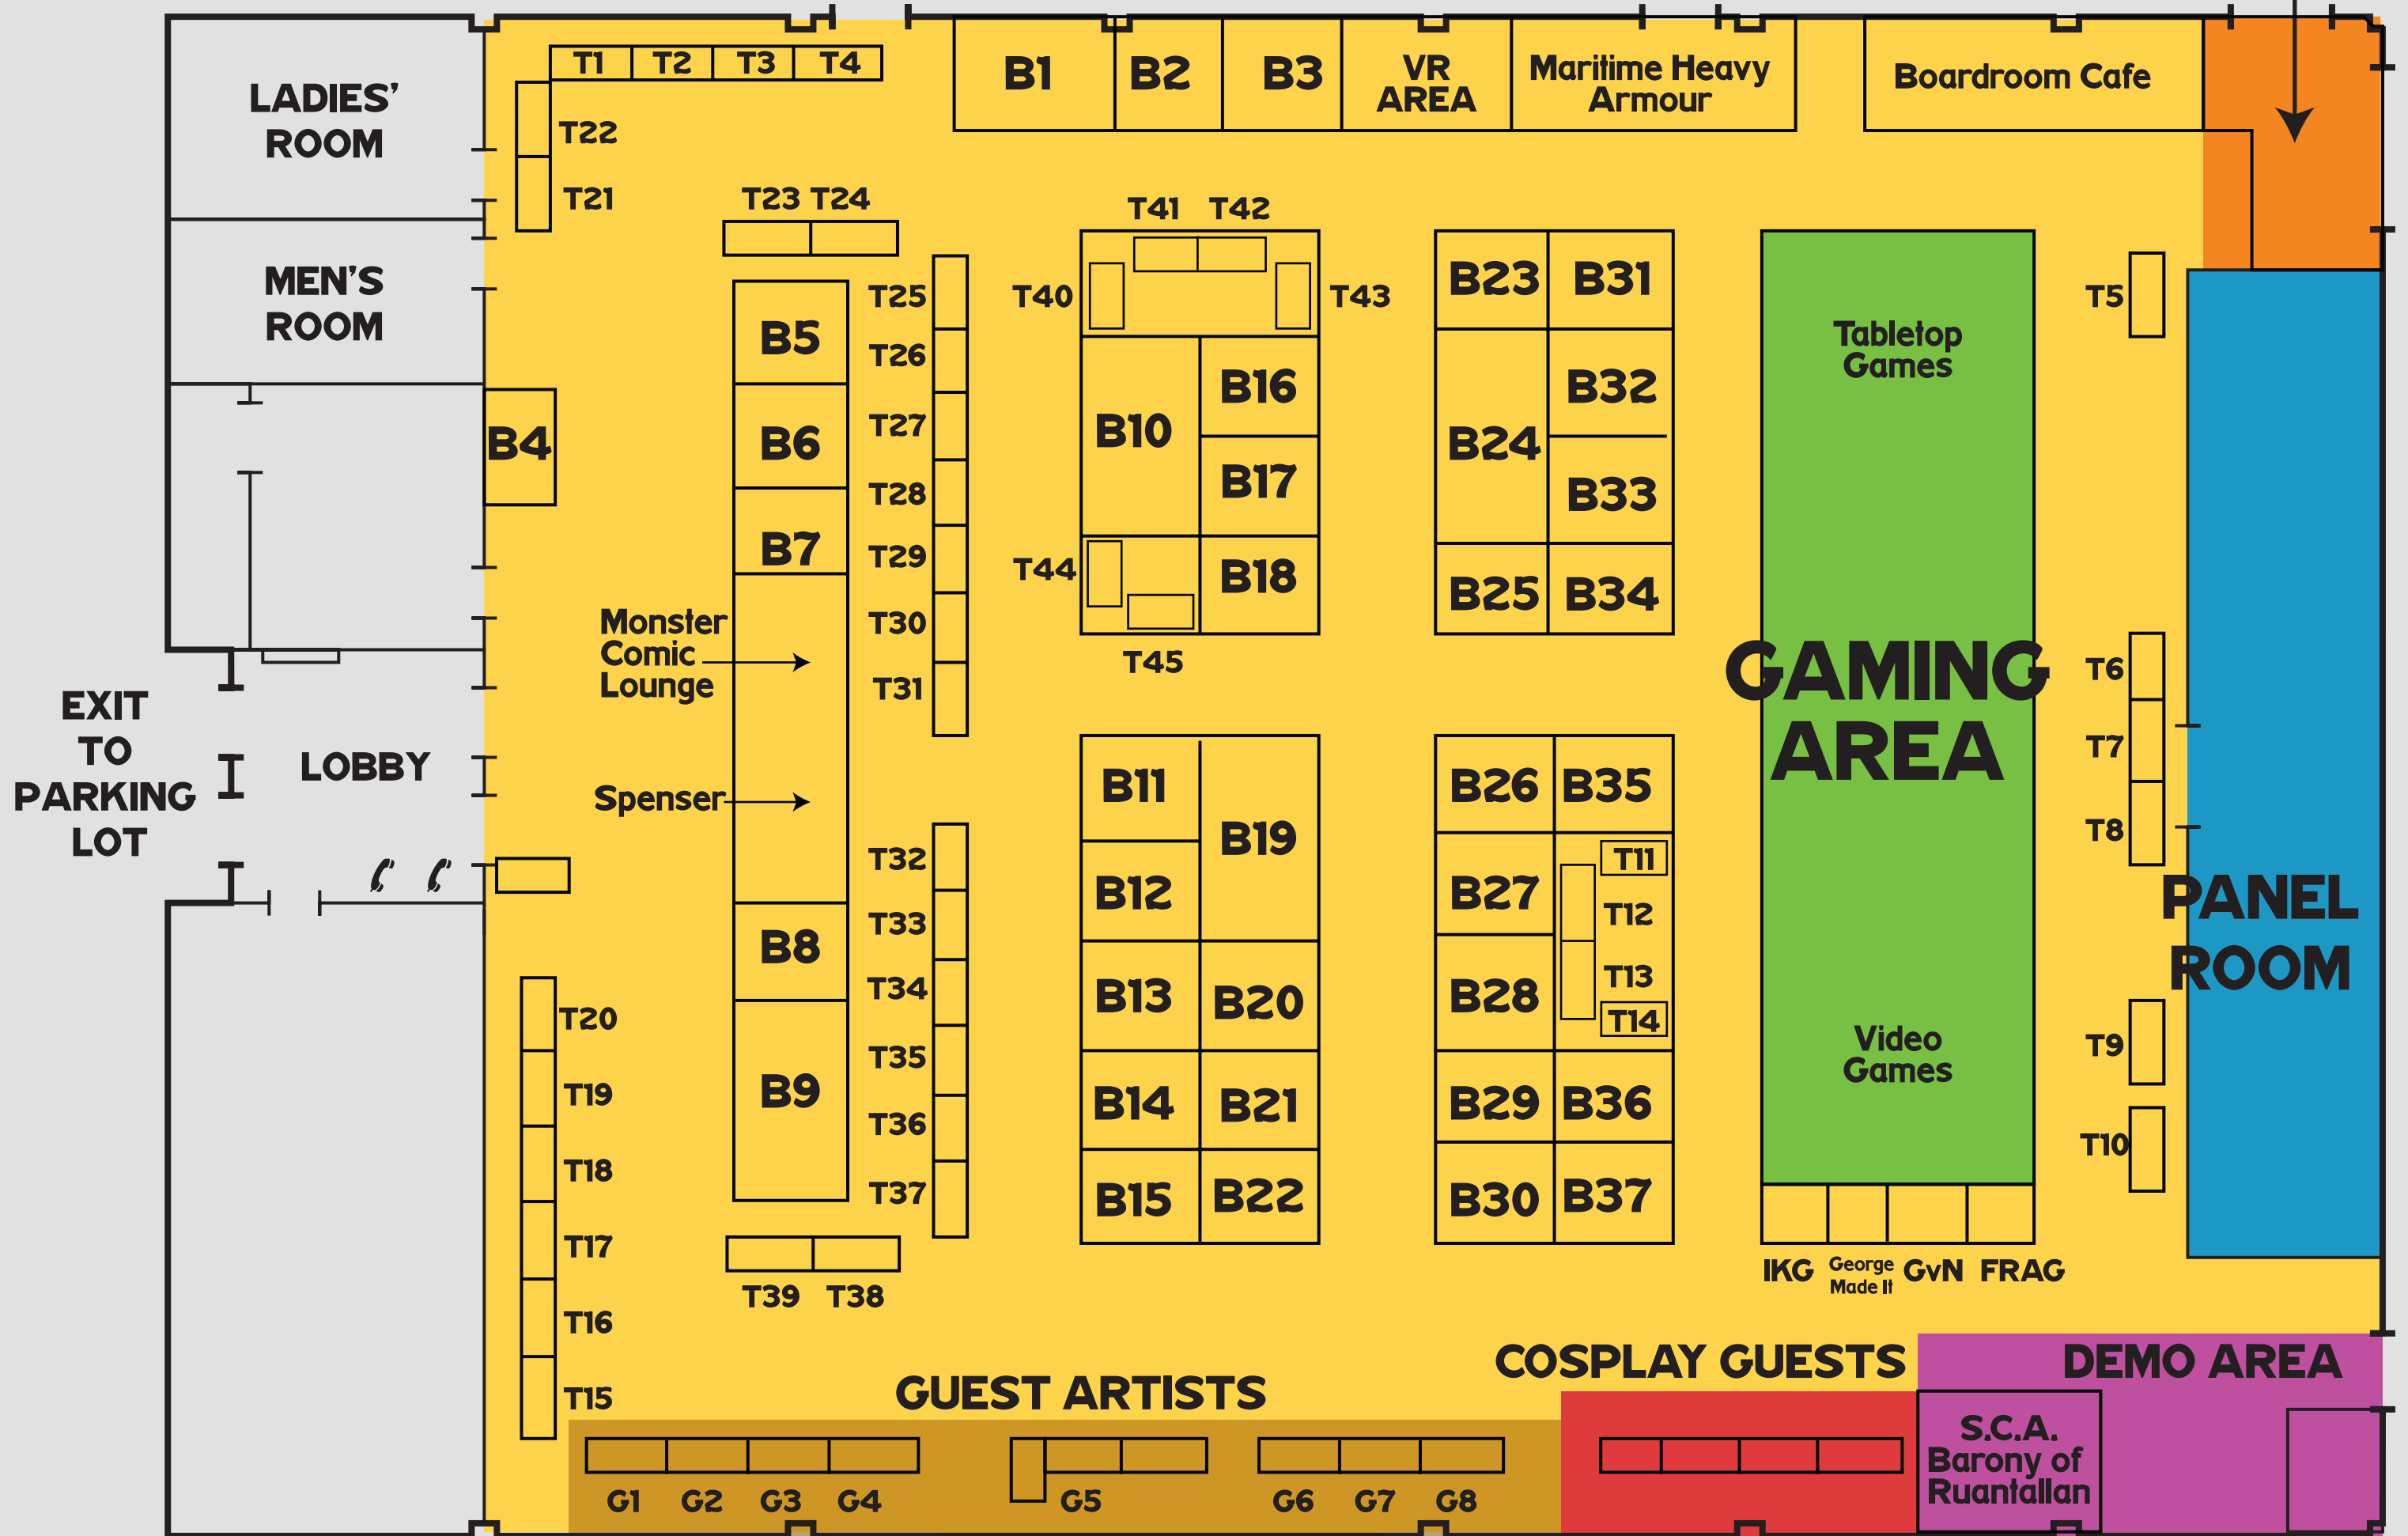 LADIES'
ROOM
MEN'S
ROOM
EXIT
TO
PARKING
LOT
LOBBY
T1 T2 T3 T4
T22
T21
B1 B2 B3
VR
AREA
Maritime Heavy
Armour
Boardroom Cafe
T23 T24
B4
B5
B6
B7
Monster
Comic
Lounge
Spenser
B8
B9
T39 T38
T20
T19
T18
T17
T16
T15
T25
T26
T27
T28
T29
T30
T31
T32
T33
T34
T35
T36
T37
T41 T42
T40
T43
B10
B16
B17
B18
T44
T45
B11
B12
B13
B14
B15
B19
B20
B21
B22
B23 B31
B24
B32
B33
B25 B34
B26 B35
B27
B28
T11
T12
T13
T14
B29 B36
B30 B37
Tabletop
Games
GAMING
AREA
Video
Games
IKG
George
Made It
GvN
FRAG
T5
T6
T7
T8
T9
T10
PANEL
ROOM
GUEST ARTISTS
G1 G2 G3 G4 G5 G6 G7 G8
COSPLAY GUESTS
DEMO AREA
S.C.A.
Barony of
Ruantallan